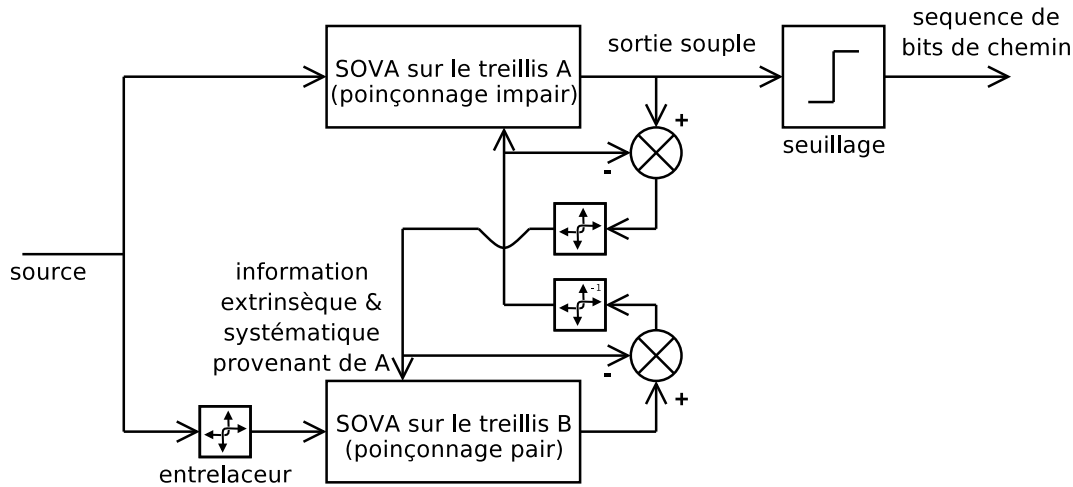 SOVA sur le treillis A
(poinçonnage impair)
sortie souple
sequence de
bits de chemin
+
-
seuillage
source
information
extrinsèque &
systématique
provenant de A
-1
-
+
SOVA sur le treillis B
(poinçonnage pair)
entrelaceur